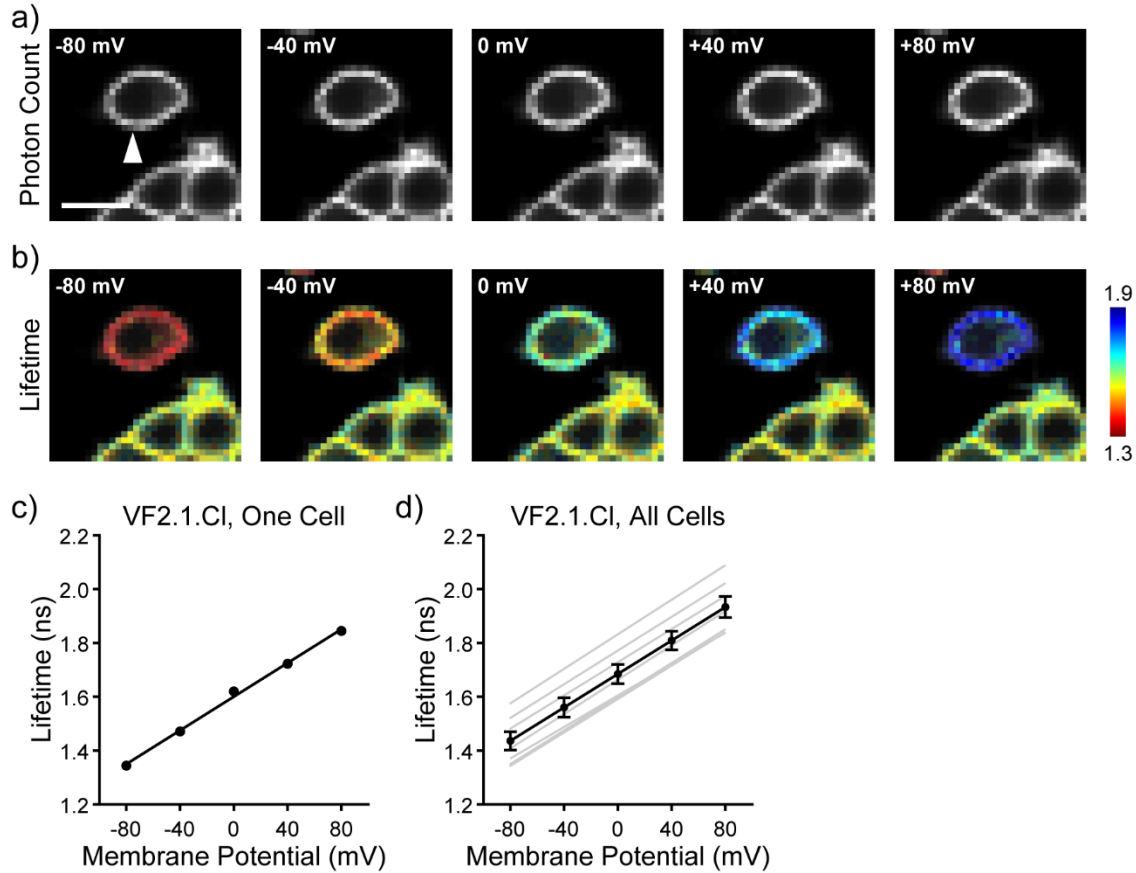 a)
Photon Count
-80 mV
-40 mV
0 mV
+40 mV
+80 mV
b)
Lifetime
-80 mV
-40 mV
0 mV
+40 mV
+80 mV
1.9
1.3
c)
VF2.1.Cl, One Cell
Lifetime (ns)
2.2
2.0
1.8
1.6
1.4
1.2
-80 -40 0 40 80
Membrane Potential (mV)
d)
VF2.1.Cl, All Cells
Lifetime (ns)
2.2
2.0
1.8
1.6
1.4
1.2
-80 -40 0 40 80
Membrane Potential (mV)